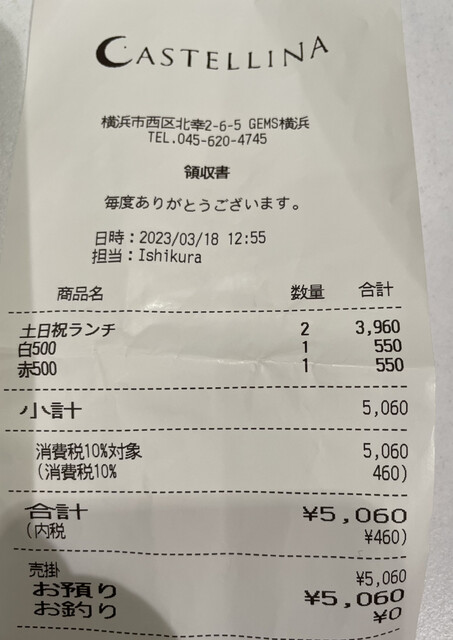 CASTELLINA
横浜市西区北幸2-6-5 GEMS横浜
TEL.045-620-4745
領収書
毎度ありがとうございます。
日時：2023/03/18 12:55
担当：Ishikura
商品名 数量 合計
土日祝ランチ 2 3,960
白500 1 550
赤500 1 550
小計 5,060
消費税10%対象 5,060
(消費税10% 460)
合計 ¥5,060
(内税 ¥460)
売掛 ¥5,060
お預り ¥5,060
お釣り ¥0